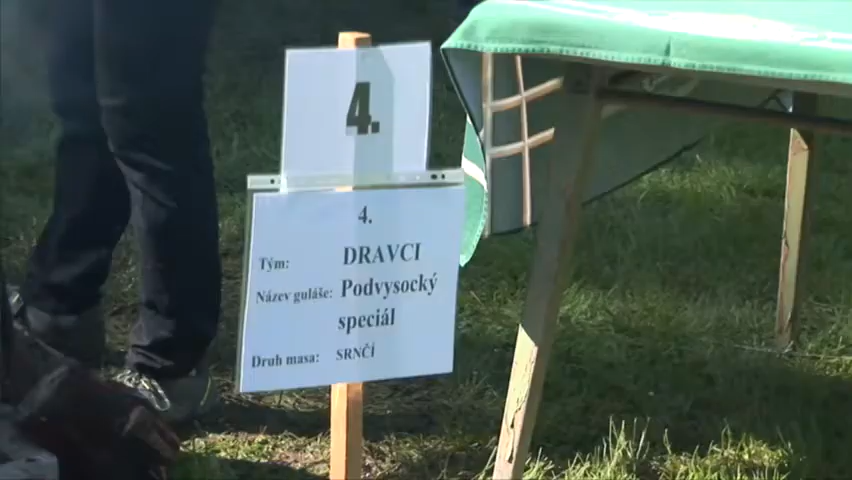 4.
4.
Tým: DRAVCI
Název guláše: Podvysocký
speciál
Druh masa: SRNČÍ